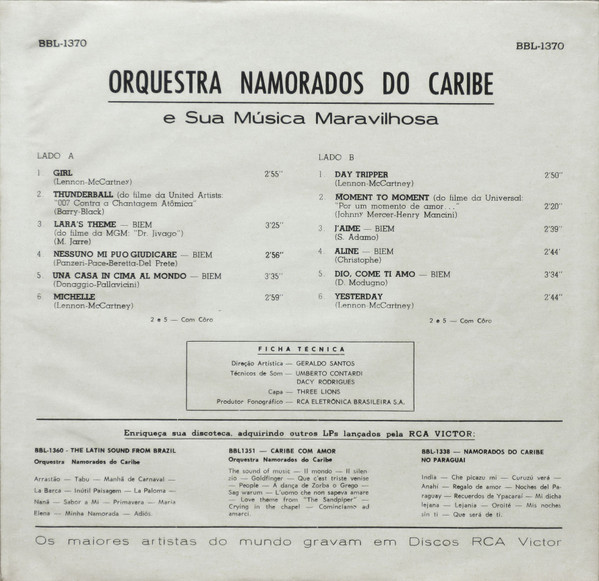 BBL-1370
BBL-1370
ORQUESTRA NAMORADOS DO CARIBE
e Sua Música Maravilhosa
LADO A
1 GIRL 2'55"
(Lennon-McCartney)
2. THUNDERBALL (do filme da United Artists:
"007 Contra a Chantagem Atômica")
(Barry-Black)
3. LARA'S THEME — BIEM 3'25"
(do filme da MGM: "Dr. Jivago")
(M. Jarre)
4. NESSUNO MI PUO GIUDICARE — BIEM 2'56"
(Panzeri-Pace-Beretta-Del Prete)
5. UNA CASA IN CIMA AL MONDO — BIEM 3'35"
(Donaggio-Pallavicini)
6 MICHELLE 2'59"
(Lennon-McCartney)
2 e 5 — Com Côro
LADO B
1. DAY TRIPPER 2'50"
(Lennon-McCartney)
2. MOMENT TO MOMENT (do filme da Universal:
"Por um momento de amor...") 2'20"
(Johnny Mercer-Henry Mancini)
3. J'AIME — BIEM 2'39"
(S. Adamo)
4. ALINE — BIEM 2'44'
(Christophe)
5. DIO, COME TI AMO — BIEM 3'34"
(D. Modugno)
6. YESTERDAY 2'44"
(Lennon-McCartney)
2 e 5 — Com Côro
FICHA TÉCNICA
Direção Artística — GERALDO SANTOS
Técnicos de Som — UMBERTO CONTARDI
DACY RODRIGUES
Capa — THREE LIONS
Produtor Fonográfico — RCA ELETRÔNICA BRASILEIRA S.A.
Enriqueça sua discoteca, adquirindo outros LPs lançados pela RCA VICTOR:
BBL-1360 - THE LATIN SOUND FROM BRAZIL
Orquestra Namorados do Caribe
Arrastão — Tabu — Manhã de Carnaval —
La Barca — Inútil Paisagem — La Paloma —
Naná — Sabor a Mi — Primavera — Maria
Elena — Minha Namorada — Adiós
BBL1351 — CARIBE COM AMOR
Orquestra Namorados do Caribe
The sound of music — Il mondo — Il silen-
zio — Goldfinger — Que c'est triste venise
— People — A dança de Zorba o Grego —
Sag warum — L'uomo che non sapeva amare
— Love theme from "The Sandpiper" —
Crying in the chapel — Cominciamo ad
amarci.
BBL-1338 — NAMORADOS DO CARIBE
NO PARAGUAI
India — Che picazu mi — Curuzú verá —
Anahí — Regalo de amor — Noches del Pa-
raguay — Recuerdos de Ypacaraí — Mi dicha
lejana — Lejanía — Oroité — Mis noches
sin ti — Que será de ti.
Os maiores artistas do mundo gravam em Discos RCA Victor